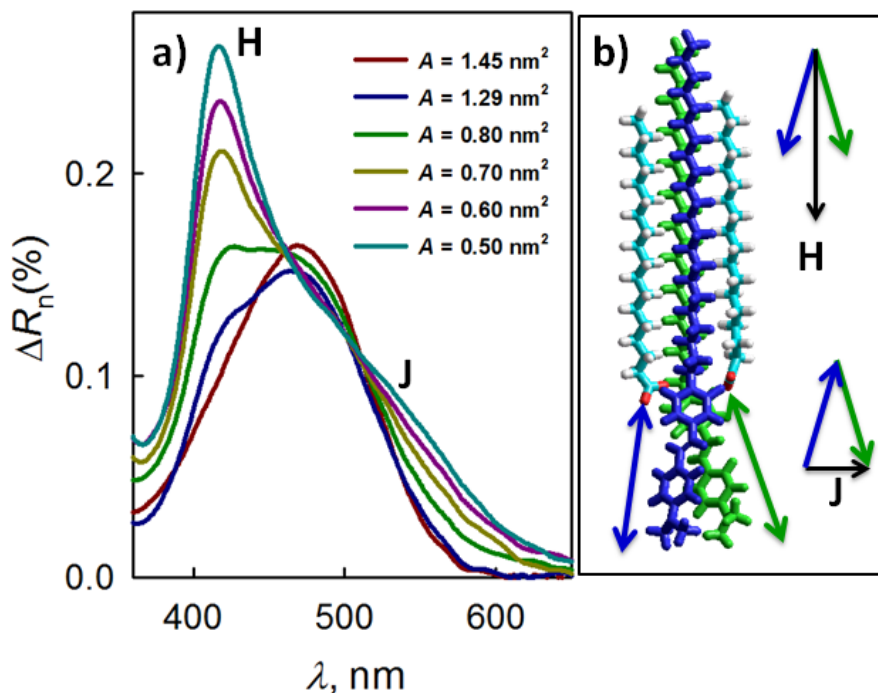 a)
H
A = 1.45 nm²
A = 1.29 nm²
A = 0.80 nm²
A = 0.70 nm²
A = 0.60 nm²
A = 0.50 nm²
J
ΔRₙ(%)
0.2
0.1
0.0
400
500
600
λ, nm
b)
H
J